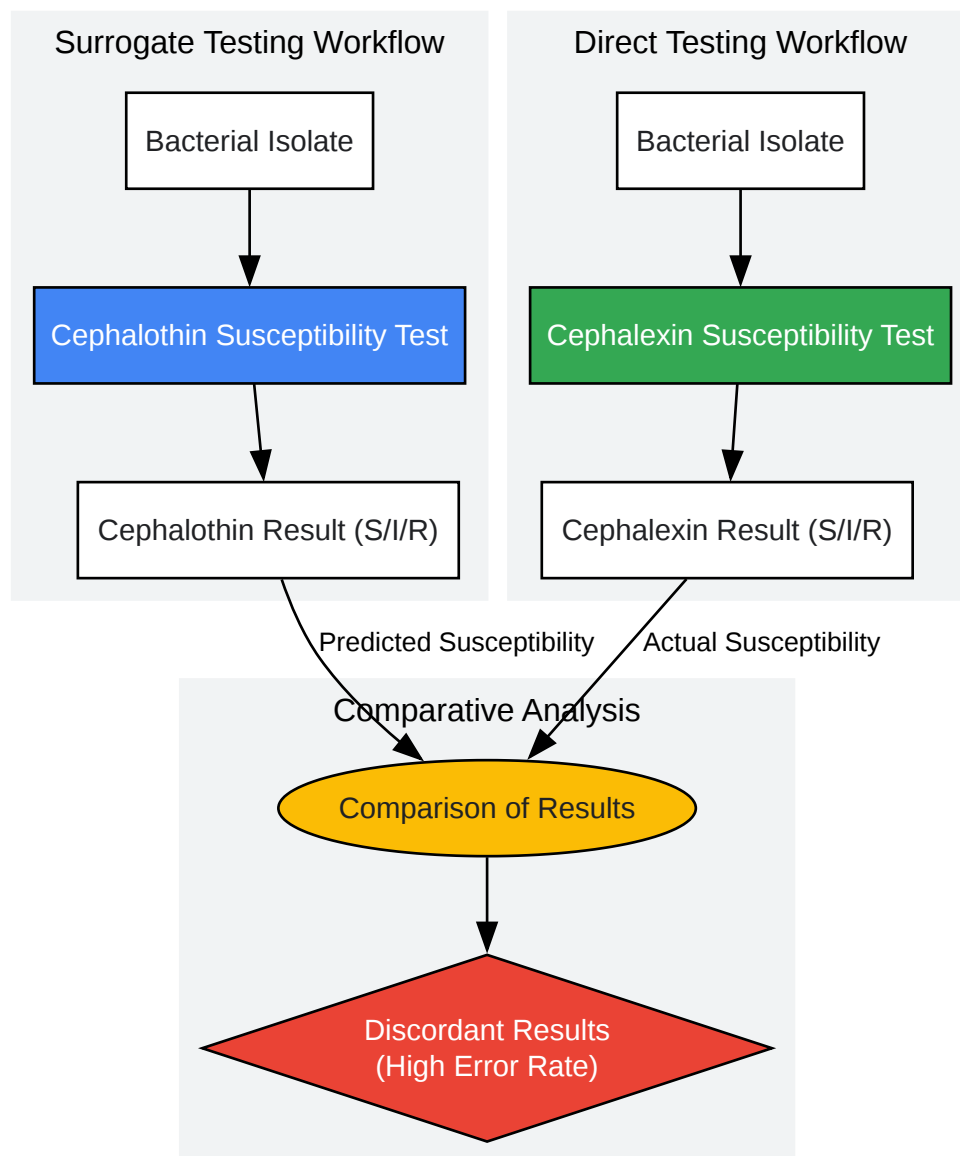 Surrogate Testing Workflow
Direct Testing Workflow
Bacterial Isolate
Bacterial Isolate
Cephalothin Susceptibility Test
Cephalexin Susceptibility Test
Cephalothin Result (S/I/R)
Cephalexin Result (S/I/R)
Predicted Susceptibility
Actual Susceptibility
Comparative Analysis
Comparison of Results
Discordant Results
(High Error Rate)